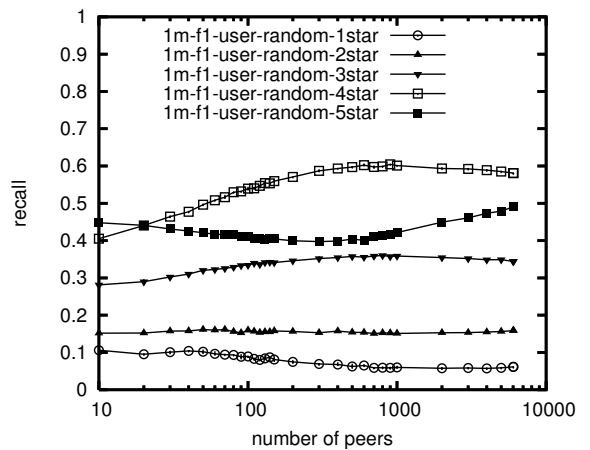 1m-f1-user-random-1star
1m-f1-user-random-2star
1m-f1-user-random-3star
1m-f1-user-random-4star
1m-f1-user-random-5star
1
0.9
0.8
0.7
0.6
0.5
0.4
0.3
0.2
0.1
0
recall
10 100 1000 10000
number of peers